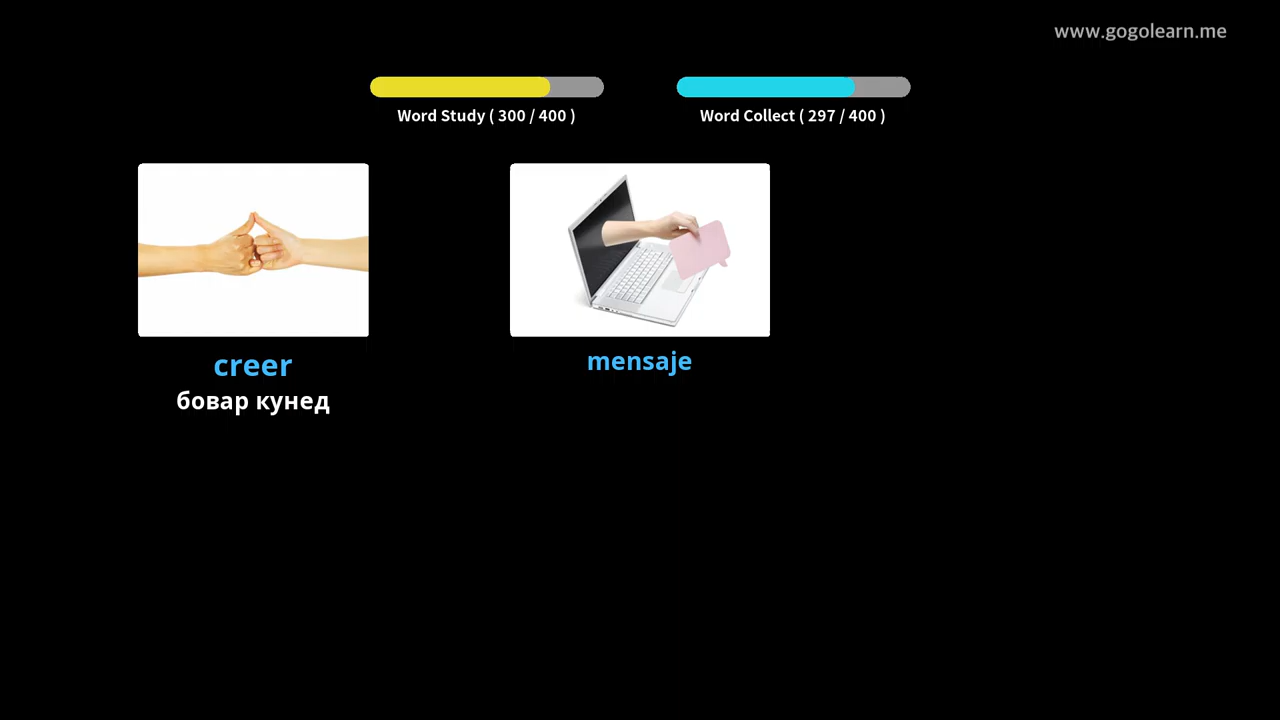 www.gogolearn.me
Word Study ( 300 / 400 )
Word Collect ( 297 / 400 )
creer
бовар кунед
mensaje